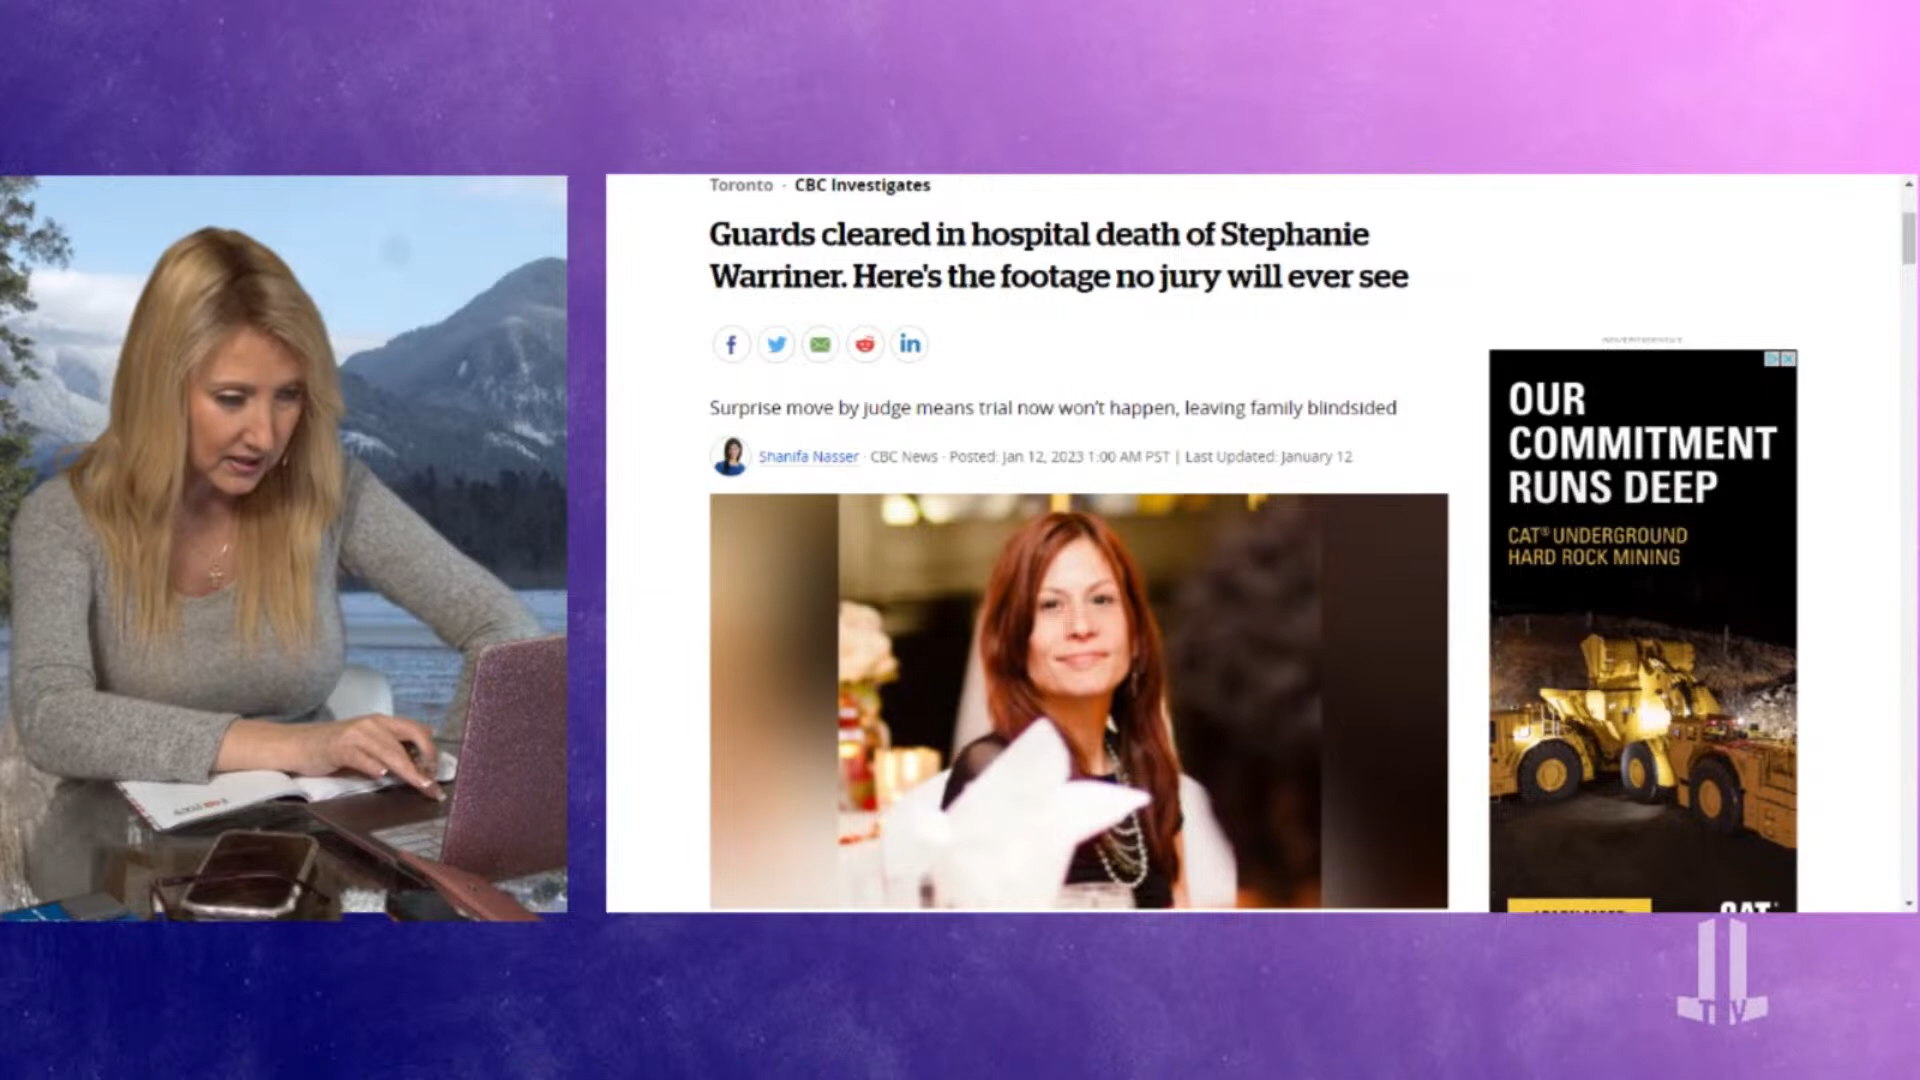 Toronto · CBC Investigates
Guards cleared in hospital death of Stephanie
Warriner. Here's the footage no jury will ever see
Surprise move by judge means trial now won't happen, leaving family blindsided
Shanifa Nasser · CBC News · Posted: Jan 12, 2023 1:00 AM PST | Last Updated: January 12
ADVERTISEMENT
OUR
COMMITMENT
RUNS DEEP
CAT® UNDERGROUND
HARD ROCK MINING
CAT